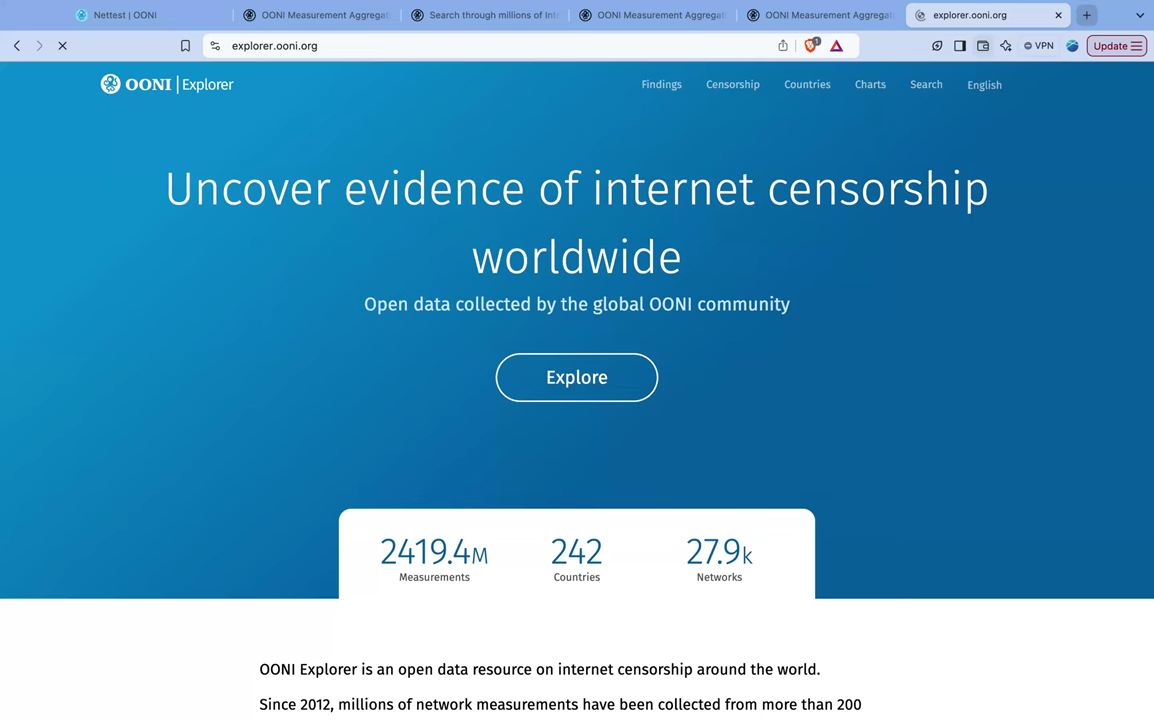 Nettest | OONI
OONI Measurement Aggregat
Search through millions of Inte
OONI Measurement Aggregat
OONI Measurement Aggregat
explorer.ooni.org
explorer.ooni.org
1
VPN
Update
OONI | Explorer
Findings
Censorship
Countries
Charts
Search
English
Uncover evidence of internet censorship
worldwide
Open data collected by the global OONI community
Explore
2419.4M
Measurements
242
Countries
27.9k
Networks
OONI Explorer is an open data resource on internet censorship around the world.
Since 2012, millions of network measurements have been collected from more than 200